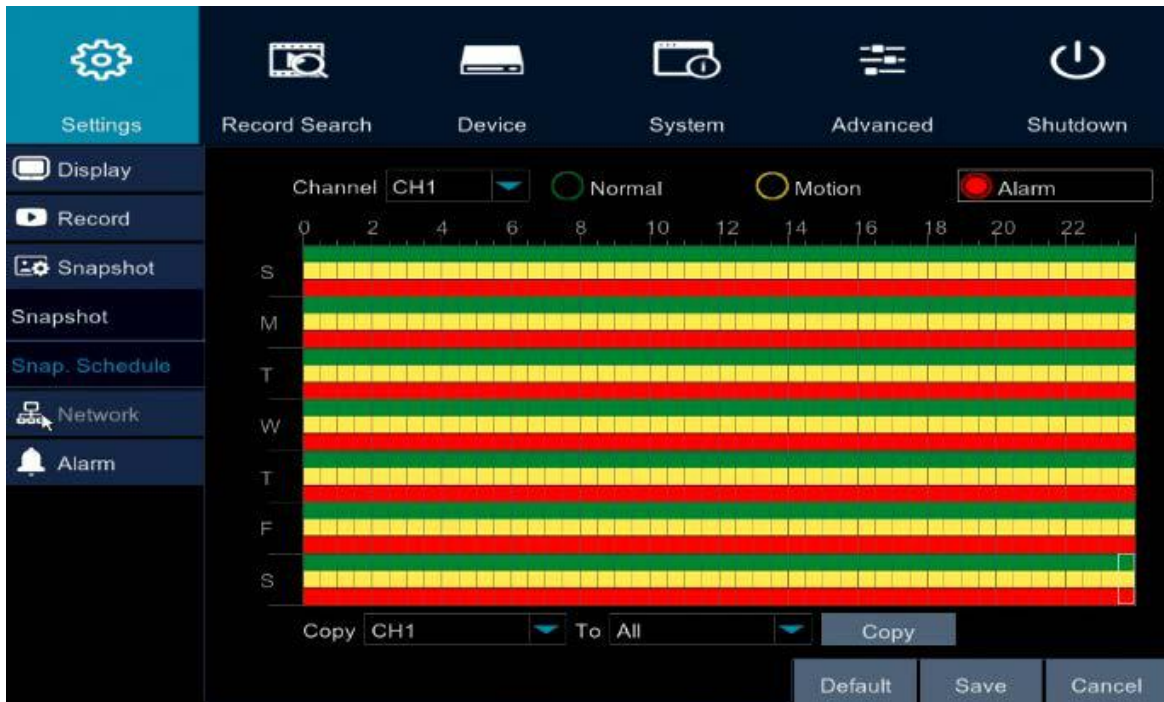 Settings Record Search Device System Advanced Shutdown
Display
Record
Snapshot
Snapshot
Snap. Schedule
Network
Alarm
Channel CH1 Normal Motion Alarm
0 2 4 6 8 10 12 14 16 18 20 22
S
M
T
W
T
F
S
Copy CH1 To All Copy
Default Save Cancel